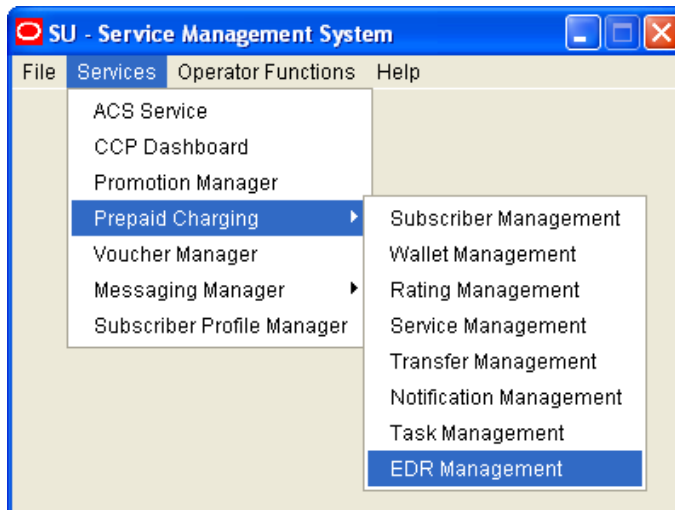 SU - Service Management System
File Services Operator Functions Help
ACS Service
CCP Dashboard
Promotion Manager
Prepaid Charging
Voucher Manager
Messaging Manager
Subscriber Profile Manager
Subscriber Management
Wallet Management
Rating Management
Service Management
Transfer Management
Notification Management
Task Management
EDR Management